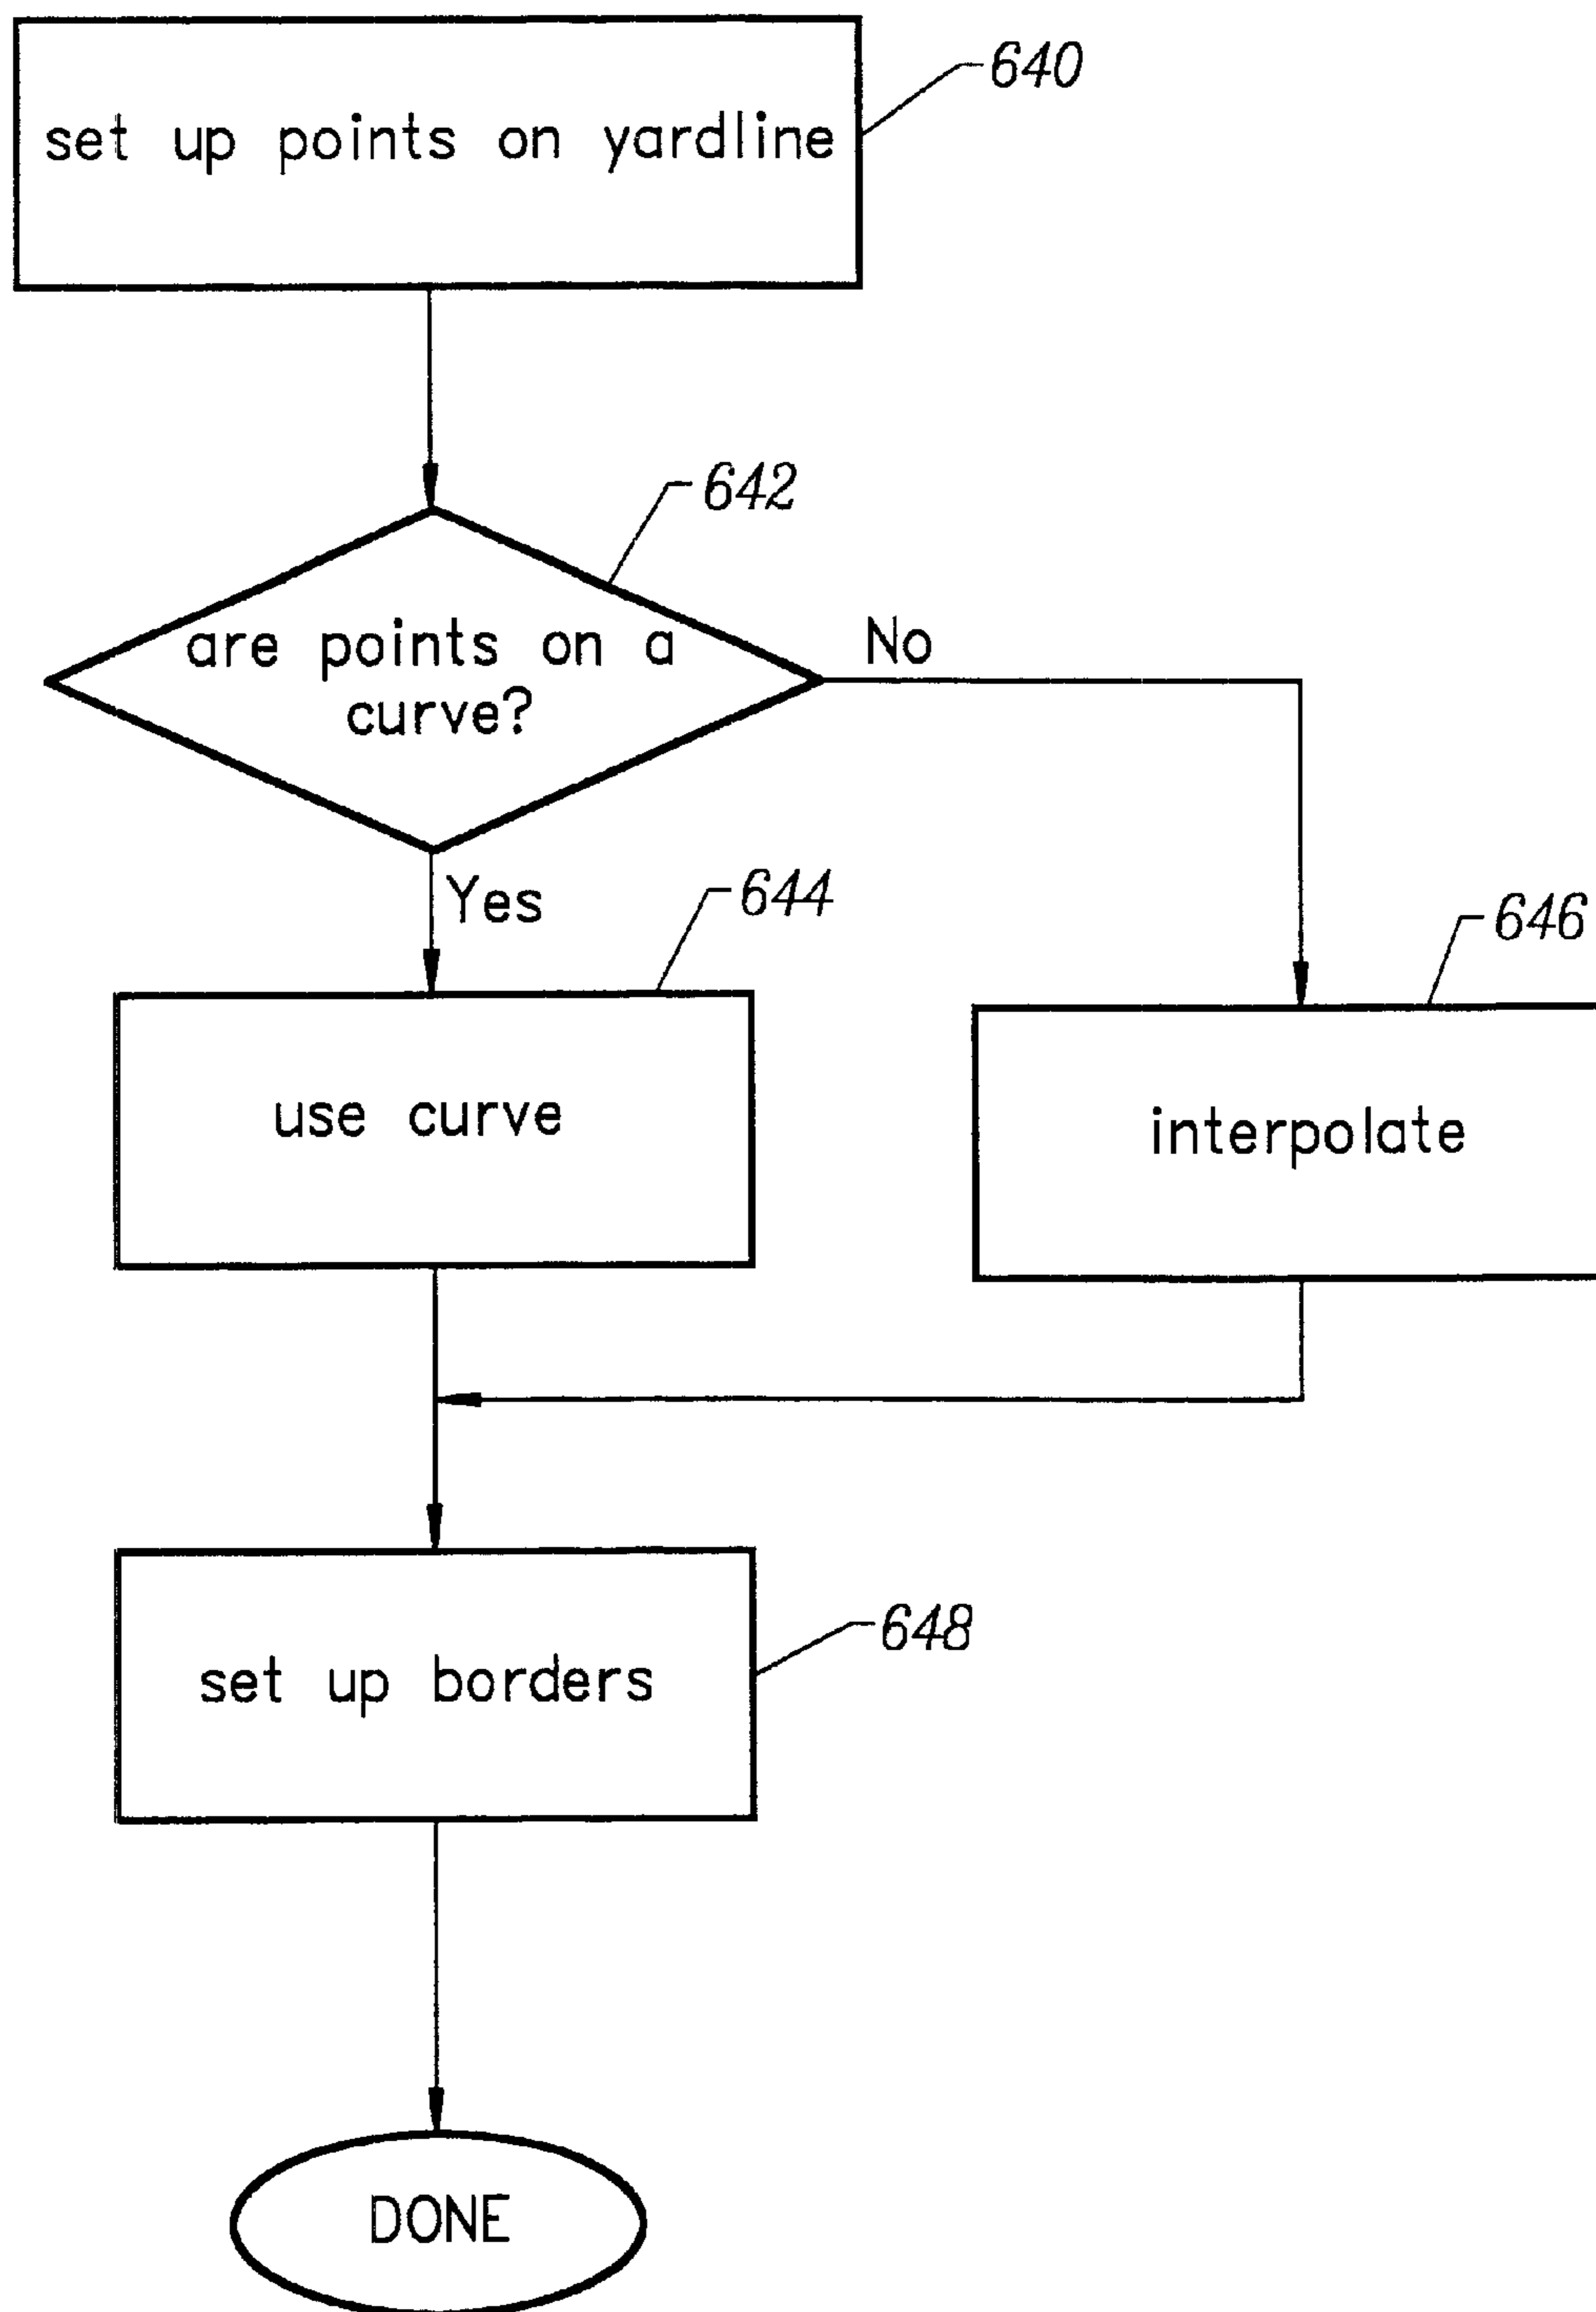 set up points on yardline
640
642
are points on a
curve?
No
Yes
644
646
use curve
interpolate
648
set up borders
DONE